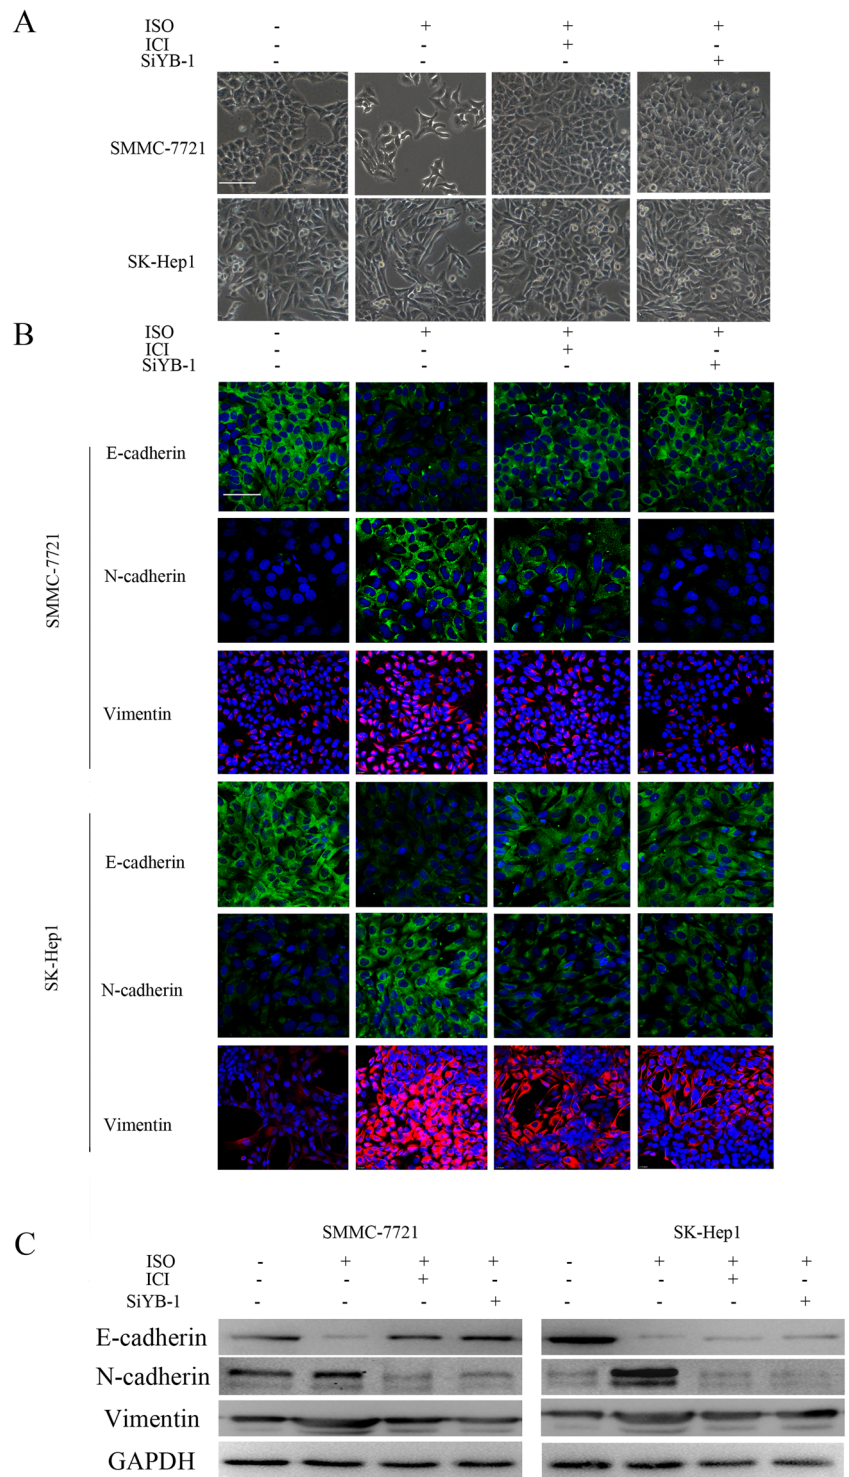 A
ISO - + + +
ICI - - + -
SiYB-1 - - - +
SMMC-7721
SK-Hep1
B
ISO - + + +
ICI - - + -
SiYB-1 - - - +
SMMC-7721
E-cadherin
N-cadherin
Vimentin
SK-Hep1
E-cadherin
N-cadherin
Vimentin
C
SMMC-7721 SK-Hep1
ISO - + + + - + + +
ICI - - + - - - + -
SiYB-1 - - - + - - - +
E-cadherin
N-cadherin
Vimentin
GAPDH